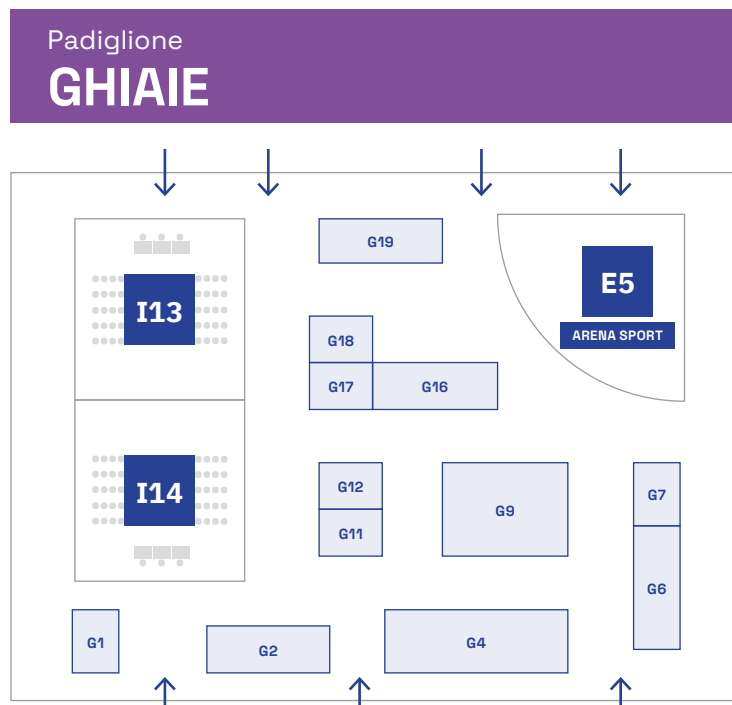 Padiglione
GHIAIE
G19
I13
E5
ARENA SPORT
G18
G17
G16
I14
G12
G11
G9
G7
G6
G1
G2
G4